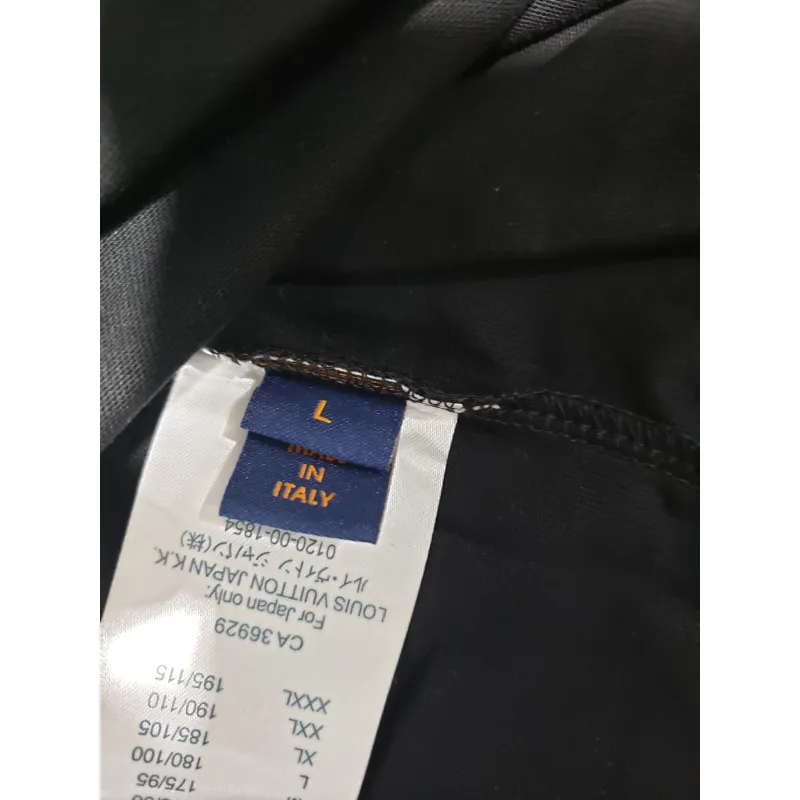 L
MADE
IN
ITALY
L 175/95
XL 180/100
XXL 185/105
XXXL 190/110
195/115
CA 36929
For Japan only:
LOUIS VUITTON JAPAN K.K.
ルイ・ヴィトン ジャパン(株)
0120-00-1854